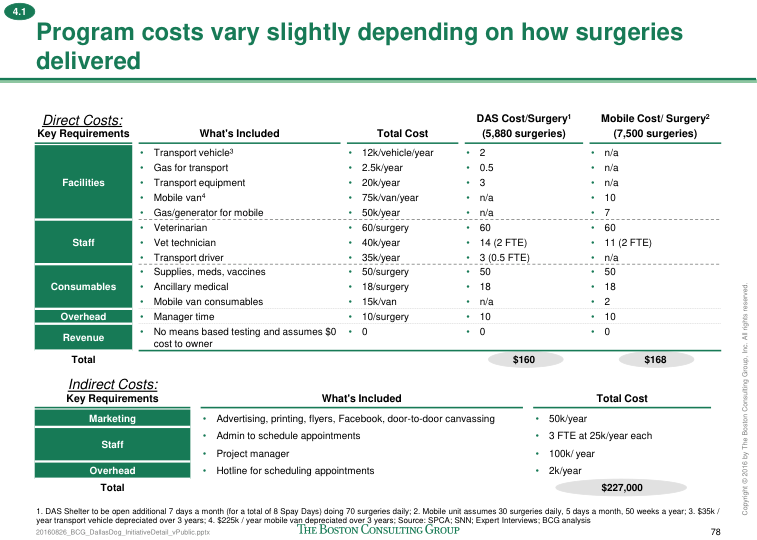 4.1
Program costs vary slightly depending on how surgeries
delivered
Direct Costs:
Key Requirements What's Included Total Cost DAS Cost/Surgery1 (5,880 surgeries) Mobile Cost/ Surgery2 (7,500 surgeries)
Facilities
• Transport vehicle3 • 12k/vehicle/year • 2 • n/a
• Gas for transport • 2.5k/year • 0.5 • n/a
• Transport equipment • 20k/year • 3 • n/a
• Mobile van4 • 75k/van/year • n/a • 10
• Gas/generator for mobile • 50k/year • n/a • 7
Staff
• Veterinarian • 60/surgery • 60 • 60
• Vet technician • 40k/year • 14 (2 FTE) • 11 (2 FTE)
• Transport driver • 35k/year • 3 (0.5 FTE) • n/a
Consumables
• Supplies, meds, vaccines • 50/surgery • 50 • 50
• Ancillary medical • 18/surgery • 18 • 18
• Mobile van consumables • 15k/van • n/a • 2
Overhead • Manager time • 10/surgery • 10 • 10
Revenue • No means based testing and assumes $0 • 0 • 0 • 0
cost to owner
Total $160 $168
Indirect Costs:
Key Requirements What's Included Total Cost
Marketing • Advertising, printing, flyers, Facebook, door-to-door canvassing • 50k/year
Staff
• Admin to schedule appointments • 3 FTE at 25k/year each
• Project manager • 100k/ year
Overhead • Hotline for scheduling appointments • 2k/year
Total $227,000
1. DAS Shelter to be open additional 7 days a month (for a total of 8 Spay Days) doing 70 surgeries daily; 2. Mobile unit assumes 30 surgeries daily, 5 days a month, 50 weeks a year; 3. $35k /
year transport vehicle depreciated over 3 years; 4. $225k / year mobile van depreciated over 3 years; Source: SPCA; SNN; Expert Interviews; BCG analysis
20160826_BCG_DallasDog_InitiativeDetail_vPublic.pptx
THE BOSTON CONSULTING GROUP
78
Copyright © 2016 by The Boston Consulting Group, Inc. All rights reserved.